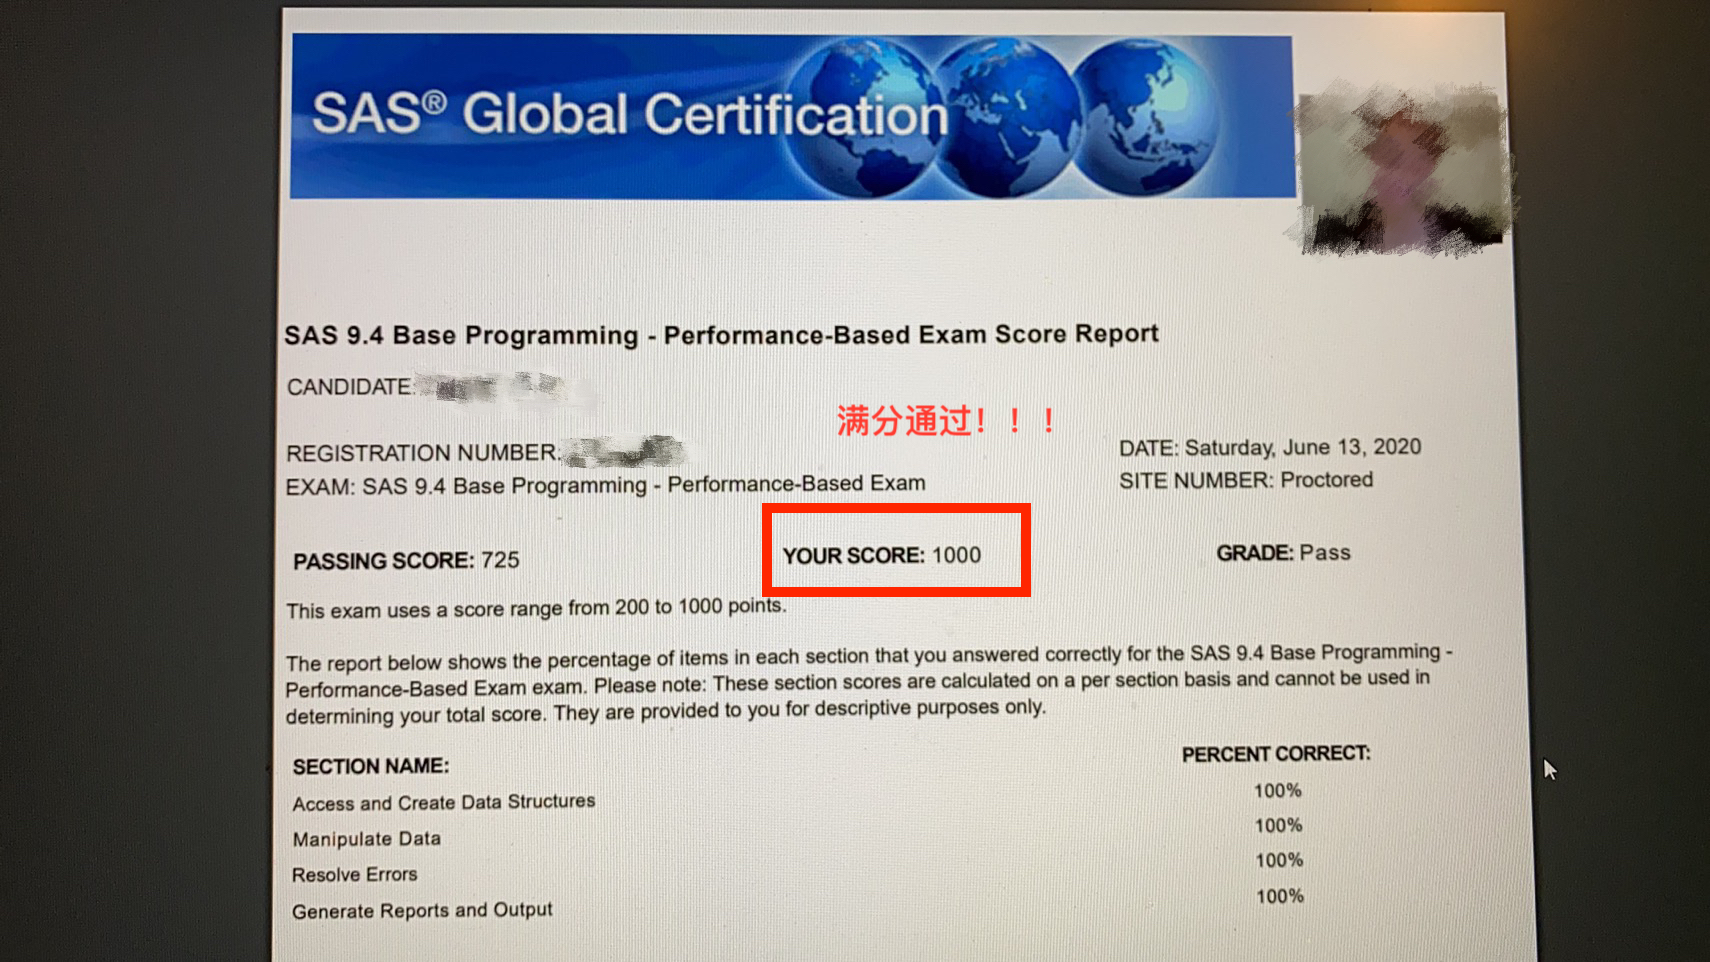 SAS® Global Certification
SAS 9.4 Base Programming - Performance-Based Exam Score Report
CANDIDATE:
满分通过！！！
REGISTRATION NUMBER:
DATE: Saturday, June 13, 2020
EXAM: SAS 9.4 Base Programming - Performance-Based Exam
SITE NUMBER: Proctored
PASSING SCORE: 725
YOUR SCORE: 1000
GRADE: Pass
This exam uses a score range from 200 to 1000 points.
The report below shows the percentage of items in each section that you answered correctly for the SAS 9.4 Base Programming -
Performance-Based Exam exam. Please note: These section scores are calculated on a per section basis and cannot be used in
determining your total score. They are provided to you for descriptive purposes only.
SECTION NAME:
PERCENT CORRECT:
Access and Create Data Structures
100%
Manipulate Data
100%
Resolve Errors
100%
Generate Reports and Output
100%